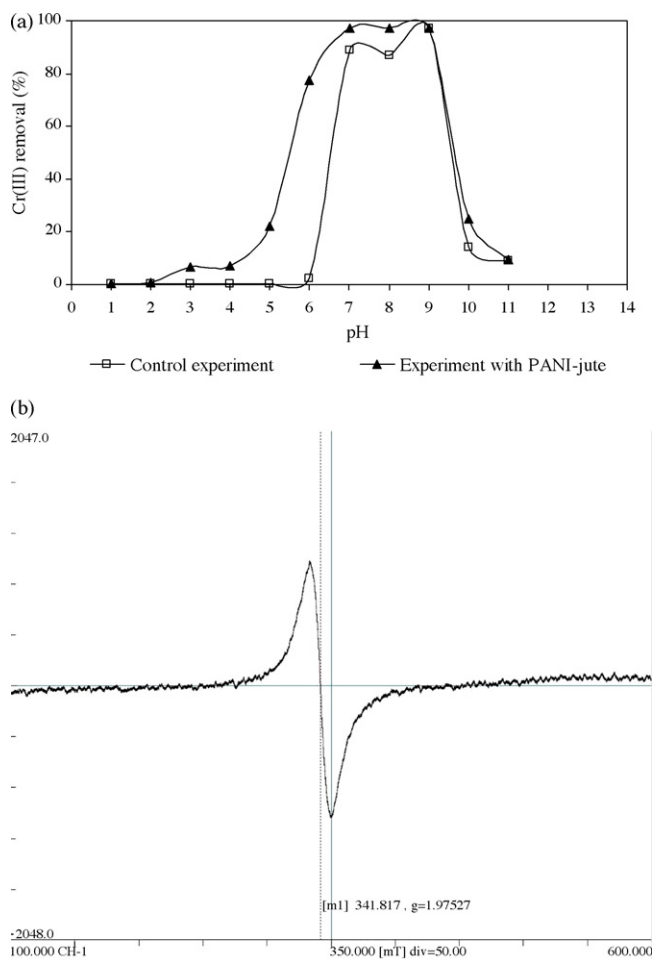 (a)
100
80
60
40
20
0
Cr(III) removal (%)
0 1 2 3 4 5 6 7 8 9 10 11 12 13 14
pH
Control experiment Experiment with PANI-jute
(b)
2047.0
[m1] 341.817 , g=1.97527
-2048.0
100.000 CH-1 350.000 [mT] div=50.00 600.000